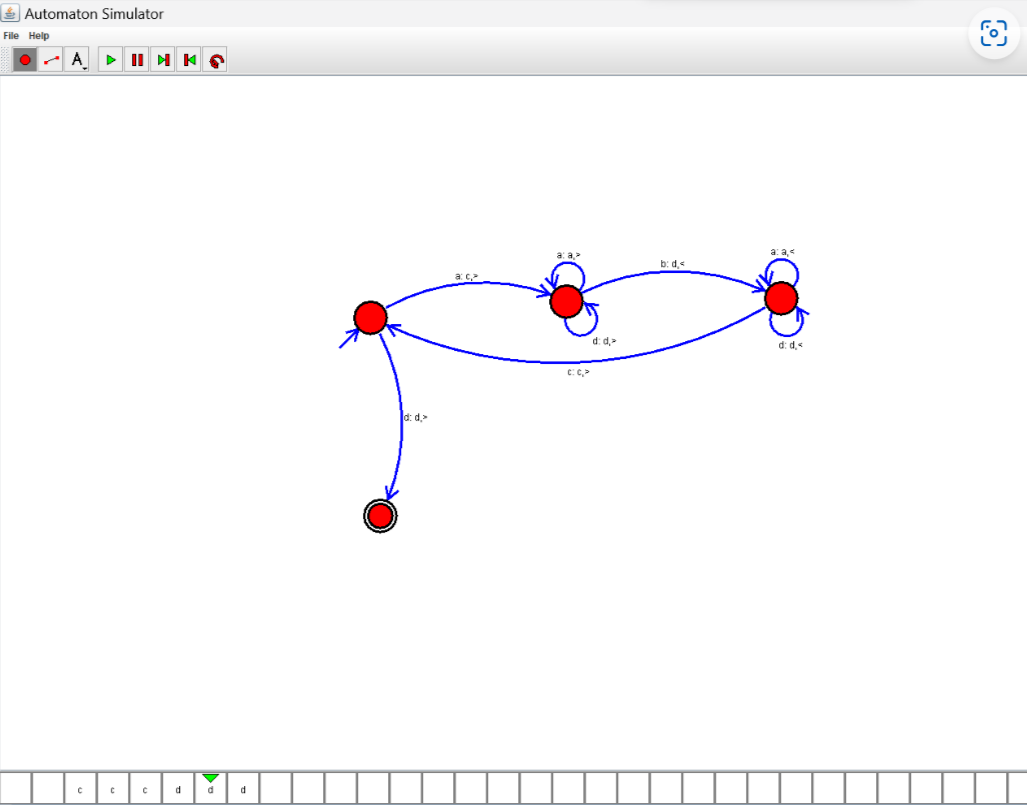 Automaton Simulator
File Help
A
a: a,>
a: a,<
b: d,<
a: c,>
d: d,>
d: d,<
c: c,>
d: d,>
c c c d d d